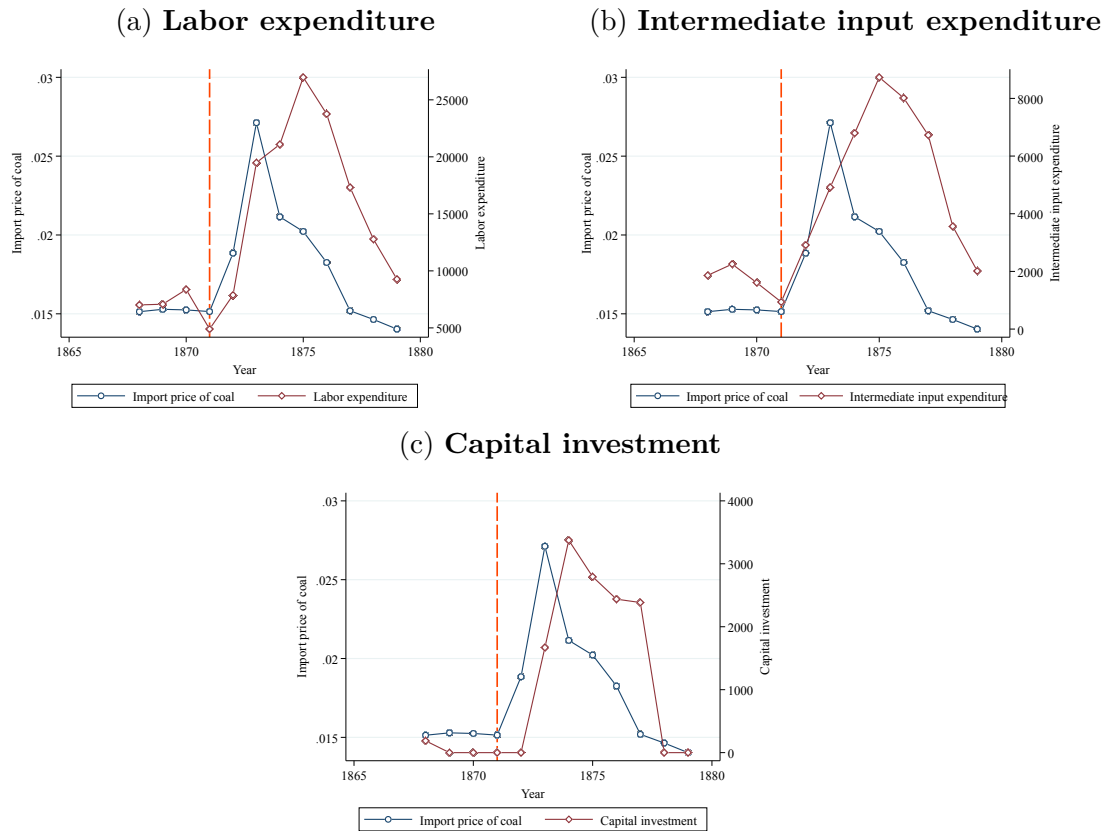 (a) Labor expenditure
.03
.025
.02
.015
Import price of coal
25000
20000
15000
10000
5000
Labor expenditure
1865 1870 1875 1880
Year
Import price of coal Labor expenditure
(b) Intermediate input expenditure
.03
.025
.02
.015
Import price of coal
8000
6000
4000
2000
0
Intermediate input expenditure
1865 1870 1875 1880
Year
Import price of coal Intermediate input expenditure
(c) Capital investment
.03
.025
.02
.015
Import price of coal
4000
3000
2000
1000
0
Capital investment
1865 1870 1875 1880
Year
Import price of coal Capital investment